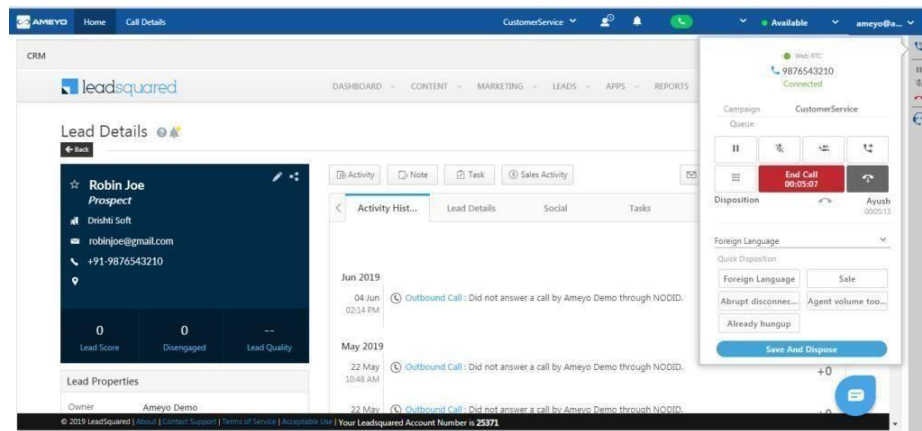 AMEYO Home Call Details CustomerService Available ameyo@a...
CRM
leadsquared DASHBOARD CONTENT MARKETING LEADS APPS REPORTS
Lead Details
Back
Robin Joe
Prospect
Drishti Soft
robinjoe@gmail.com
+91-9876543210
0 0 --
Lead Score Disengaged Lead Quality
Lead Properties
Owner Ameyo Demo
Activity Note Task Sales Activity
Activity Hist... Lead Details Social Tasks
Jun 2019
04 Jun Outbound Call : Did not answer a call by Ameyo Demo through NODID.
02:14 PM
May 2019
22 May Outbound Call : Did not answer a call by Ameyo Demo through NODID.
10:48 AM
+0
22 May Outbound Call : Did not answer a call by Ameyo Demo through NODID.
+0
Web RTC
9876543210
Connected
Campaign CustomerService
Queue
End Call
00:05:07
Disposition Ayush
00:05:13
Foreign Language
Quick Disposition
Foreign Language Sale
Abrupt disconnec... Agent volume too...
Already hungup
Save And Dispose
© 2019 LeadSquared | About | Contact Support | Terms of Service | Acceptable Use | Your Leadsquared Account Number is 25371